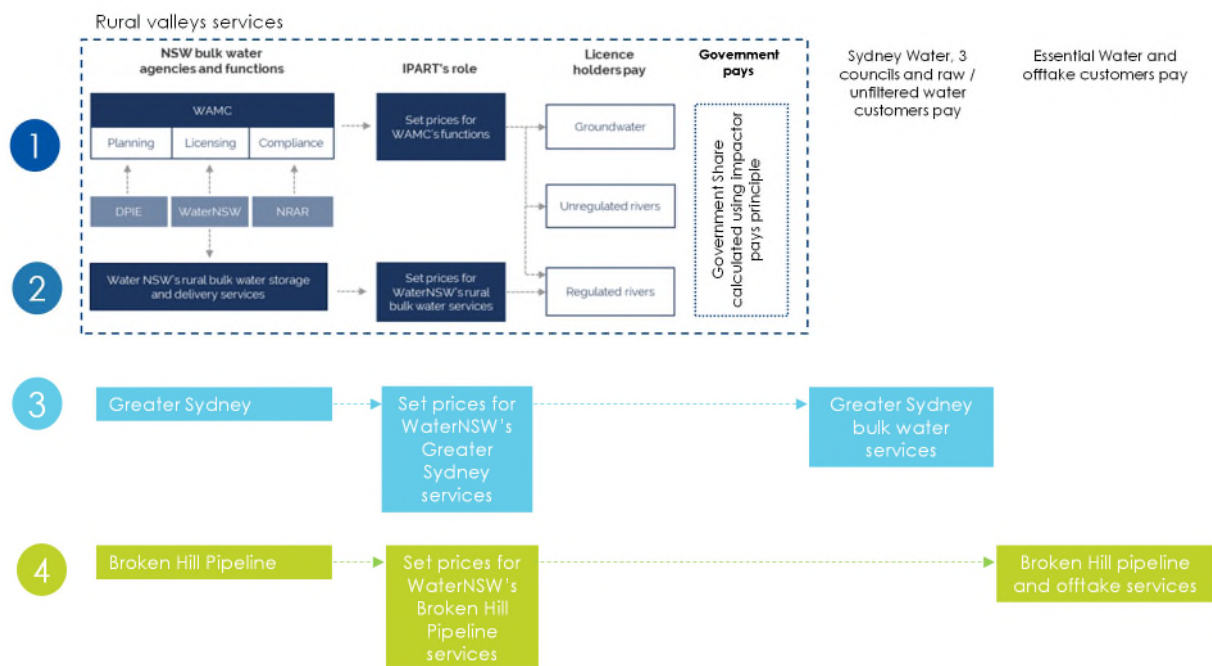 Rural valleys services
NSW bulk water
agencies and functions
IPART's role
Licence
holders pay
Government
pays
Sydney Water, 3
councils and raw /
unfiltered water
customers pay
Essential Water and
offtake customers pay
1
WAMC
Planning
Licensing
Compliance
DPIE
WaterNSW
NRAR
Set prices for
WAMC's functions
Groundwater
Unregulated rivers
Government Share
calculated using impactor
pays principle
2
Water NSW's rural bulk water storage
and delivery services
Set prices for
WaterNSW's rural
bulk water services
Regulated rivers
3
Greater Sydney
Set prices for
WaterNSW's
Greater
Sydney
services
Greater Sydney
bulk water
services
4
Broken Hill Pipeline
Set prices for
WaterNSW's
Broken Hill
Pipeline
services
Broken Hill pipeline
and offtake services